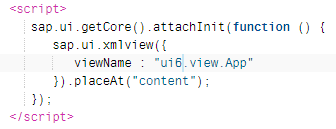 <script>
sap.ui.getCore().attachInit(function () {
sap.ui.xmlview({
viewName : "ui6.view.App"
}).placeAt("content");
});
</script>